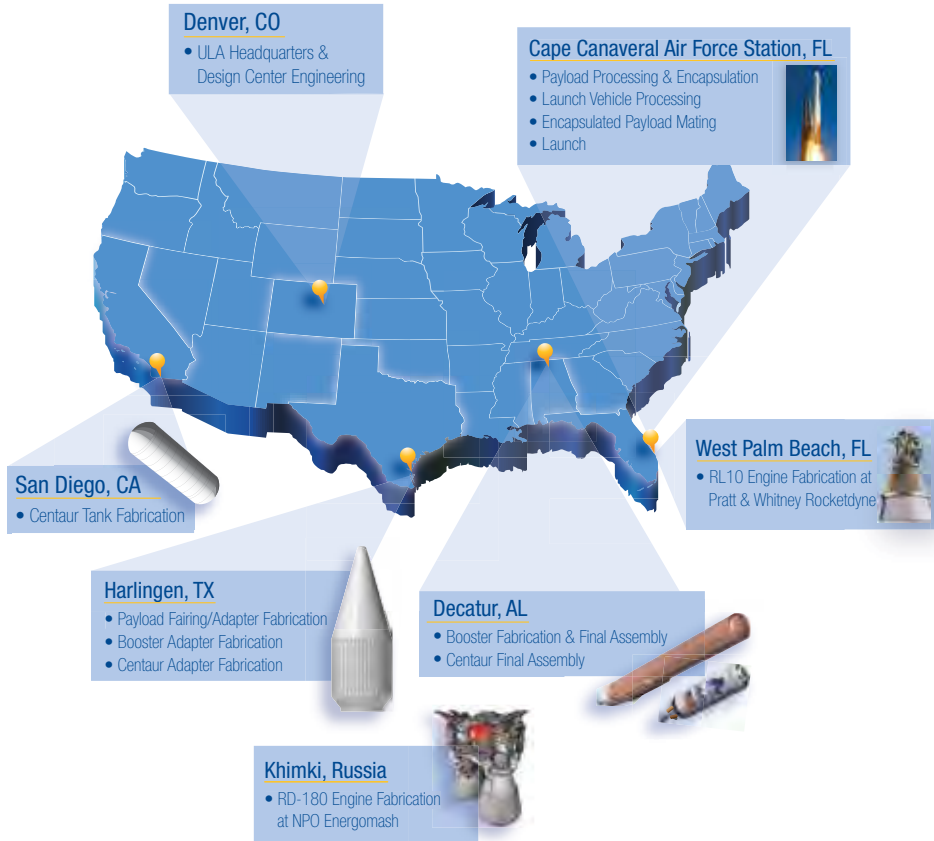 Denver, CO
• ULA Headquarters &
Design Center Engineering
Cape Canaveral Air Force Station, FL
• Payload Processing & Encapsulation
• Launch Vehicle Processing
• Encapsulated Payload Mating
• Launch
San Diego, CA
• Centaur Tank Fabrication
West Palm Beach, FL
• RL10 Engine Fabrication at
Pratt & Whitney Rocketdyne
Harlingen, TX
• Payload Fairing/Adapter Fabrication
• Booster Adapter Fabrication
• Centaur Adapter Fabrication
Decatur, AL
• Booster Fabrication & Final Assembly
• Centaur Final Assembly
Khimki, Russia
• RD-180 Engine Fabrication
at NPO Energomash